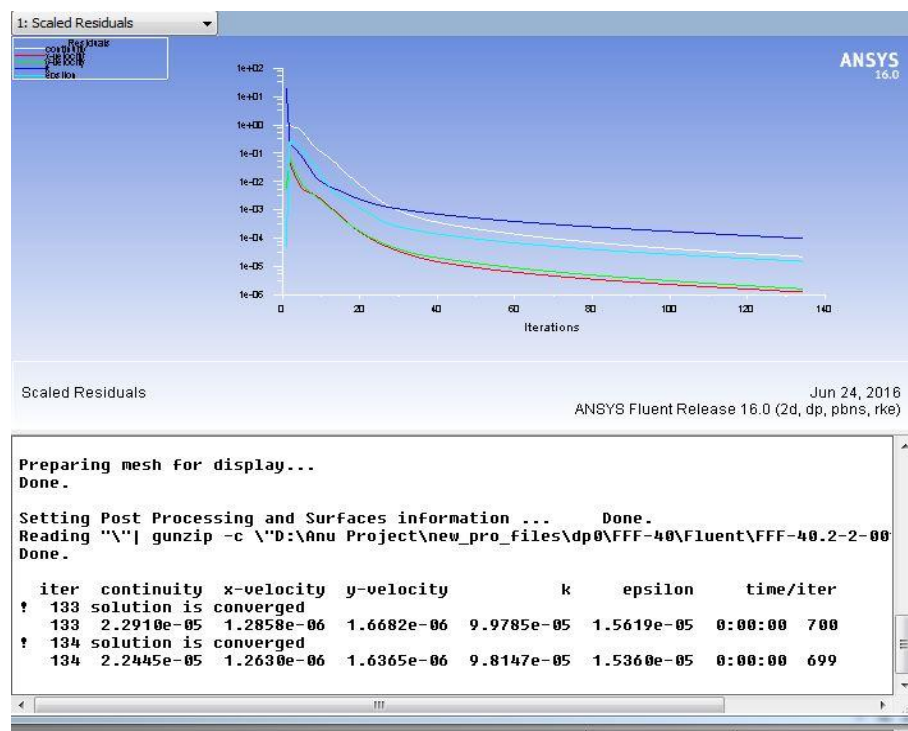 1: Scaled Residuals
Residuals
continuity
x-velocity
y-velocity
k
epsilon
ANSYS
16.0
1e+02
1e+01
1e+00
1e-01
1e-02
1e-03
1e-04
1e-05
1e-06
0 20 40 60 80 100 120 140
Iterations
Scaled Residuals
Jun 24, 2016
ANSYS Fluent Release 16.0 (2d, dp, pbns, rke)
Preparing mesh for display...
Done.
Setting Post Processing and Surfaces information ... Done.
Reading "\"| gunzip -c \"D:\Anu Project\new_pro_files\dp0\FFF-40\Fluent\FFF-40.2-2-00
Done.
iter continuity x-velocity y-velocity k epsilon time/iter
! 133 solution is converged
133 2.2910e-05 1.2858e-06 1.6682e-06 9.9785e-05 1.5619e-05 0:00:00 700
! 134 solution is converged
134 2.2445e-05 1.2630e-06 1.6365e-06 9.8147e-05 1.5360e-05 0:00:00 699